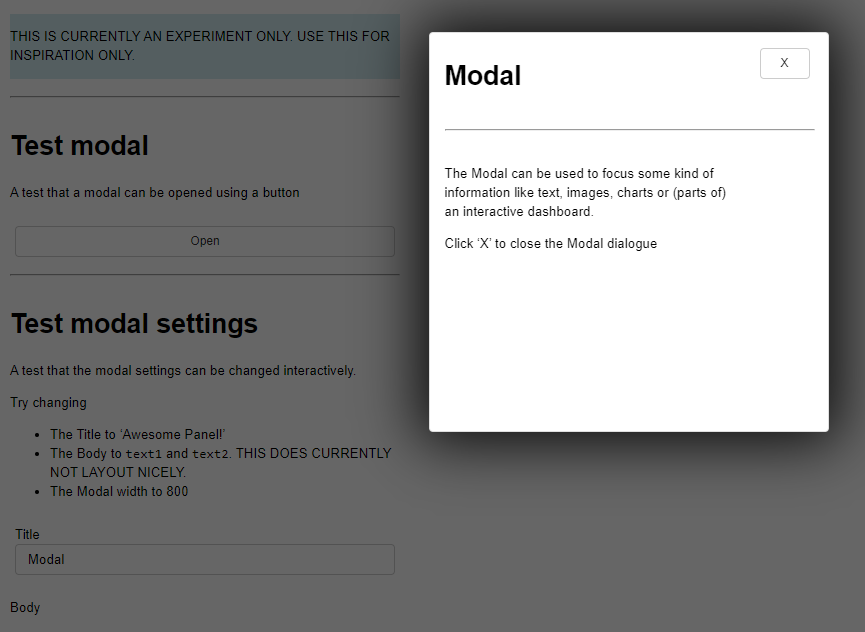 THIS IS CURRENTLY AN EXPERIMENT ONLY. USE THIS FOR
INSPIRATION ONLY.
Test modal
A test that a modal can be opened using a button
Open
Test modal settings
A test that the modal settings can be changed interactively.
Try changing
• The Title to ‘Awesome Panel!’
• The Body to text1 and text2. THIS DOES CURRENTLY
NOT LAYOUT NICELY.
• The Modal width to 800
Title
Modal
Body
Modal
X
The Modal can be used to focus some kind of
information like text, images, charts or (parts of)
an interactive dashboard.
Click ‘X’ to close the Modal dialogue